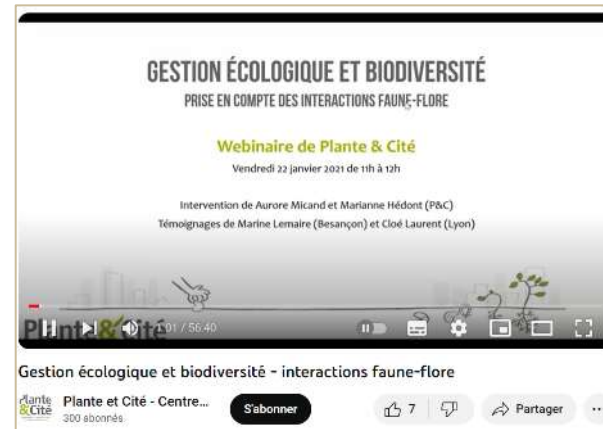 GESTION ÉCOLOGIQUE ET BIODIVERSITÉ
PRISE EN COMPTE DES INTERACTIONS FAUNE-FLORE
Webinaire de Plante & Cité
Vendredi 22 janvier 2021 de 11h à 12h
Intervention de Aurore Micand et Marianne Hédont (P&C)
Témoignages de Marine Lemaire (Besançon) et Cloé Laurent (Lyon)
Plante&Cité
1:01 / 56:40
Gestion écologique et biodiversité - interactions faune-flore
Plante & Cité
Plante et Cité - Centre...
300 abonnés
S'abonner
7
Partager
...